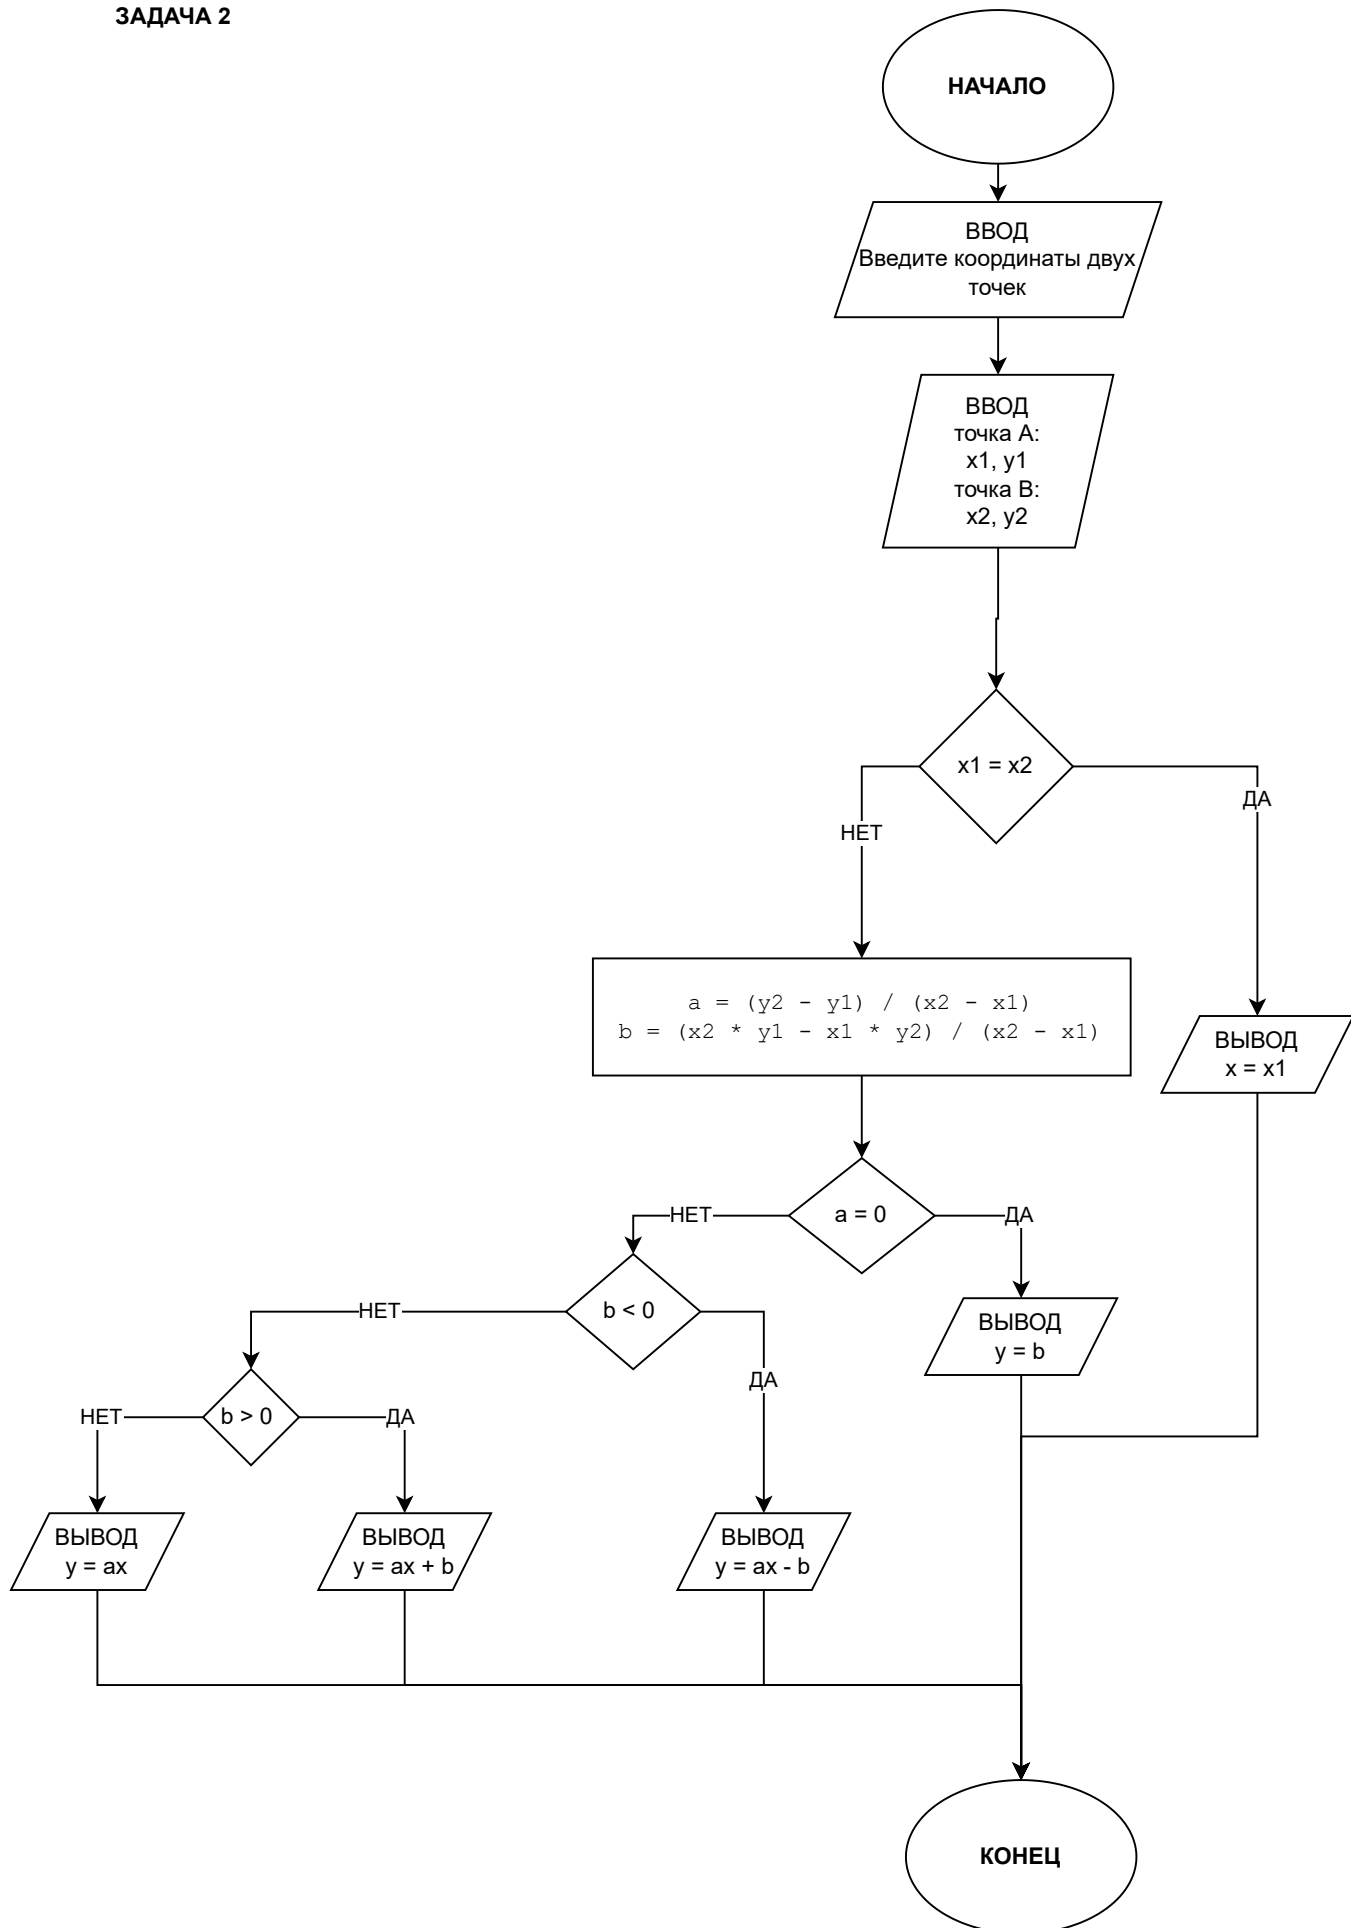 ЗАДАЧА 2
НАЧАЛО
ВВОД
Введите координаты двух
точек
ВВОД
точка A:
x1, y1
точка B:
x2, y2
x1 = x2
НЕТ
ДА
a = (y2 - y1) / (x2 - x1)
b = (x2 * y1 - x1 * y2) / (x2 - x1)
ВЫВОД
x = x1
a = 0
НЕТ
ДА
b < 0
НЕТ
ДА
ВЫВОД
y = b
b > 0
НЕТ
ДА
ВЫВОД
y = ax
ВЫВОД
y = ax + b
ВЫВОД
y = ax - b
КОНЕЦ